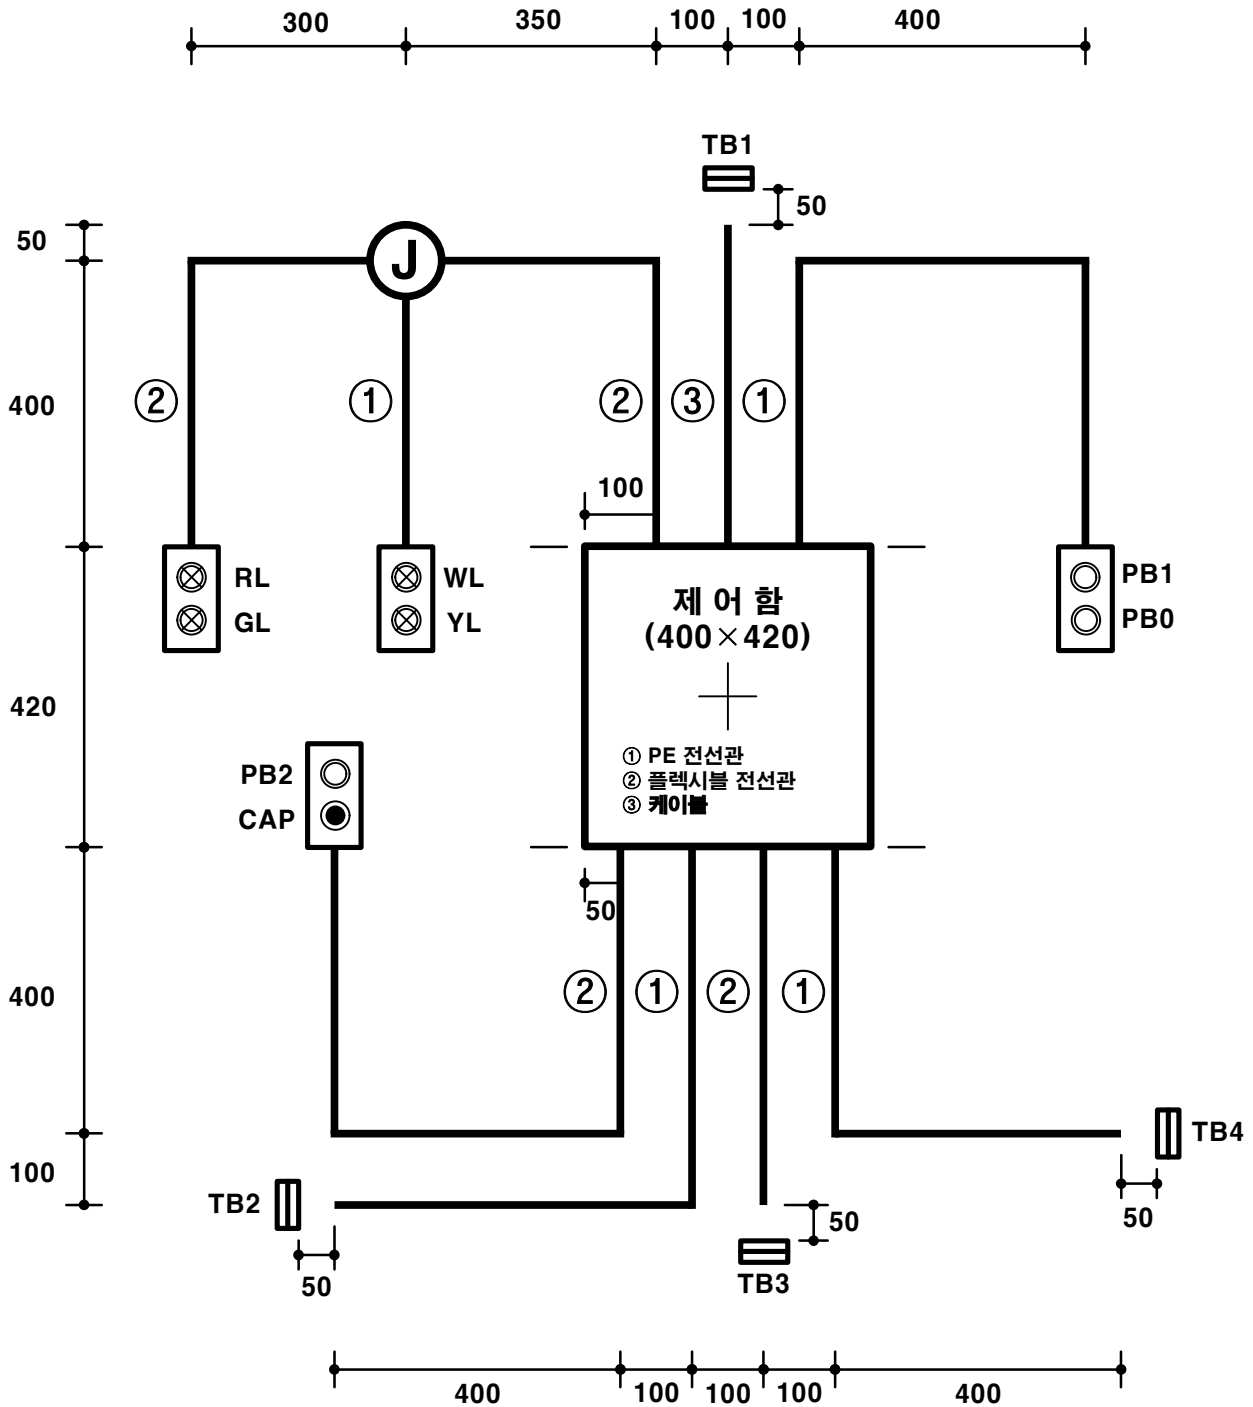 300 350 100 100 400
TB1
50
50
J
400
② ① ② ③ ①
100
RL
GL
WL
YL
제어함
(400×420)
PB1
PB0
420
① PE 전선관
② 플렉시블 전선관
③ 케이블
PB2
CAP
50
400
② ① ② ①
100
TB4
50
TB2
50
50
TB3
400 100 100 100 400